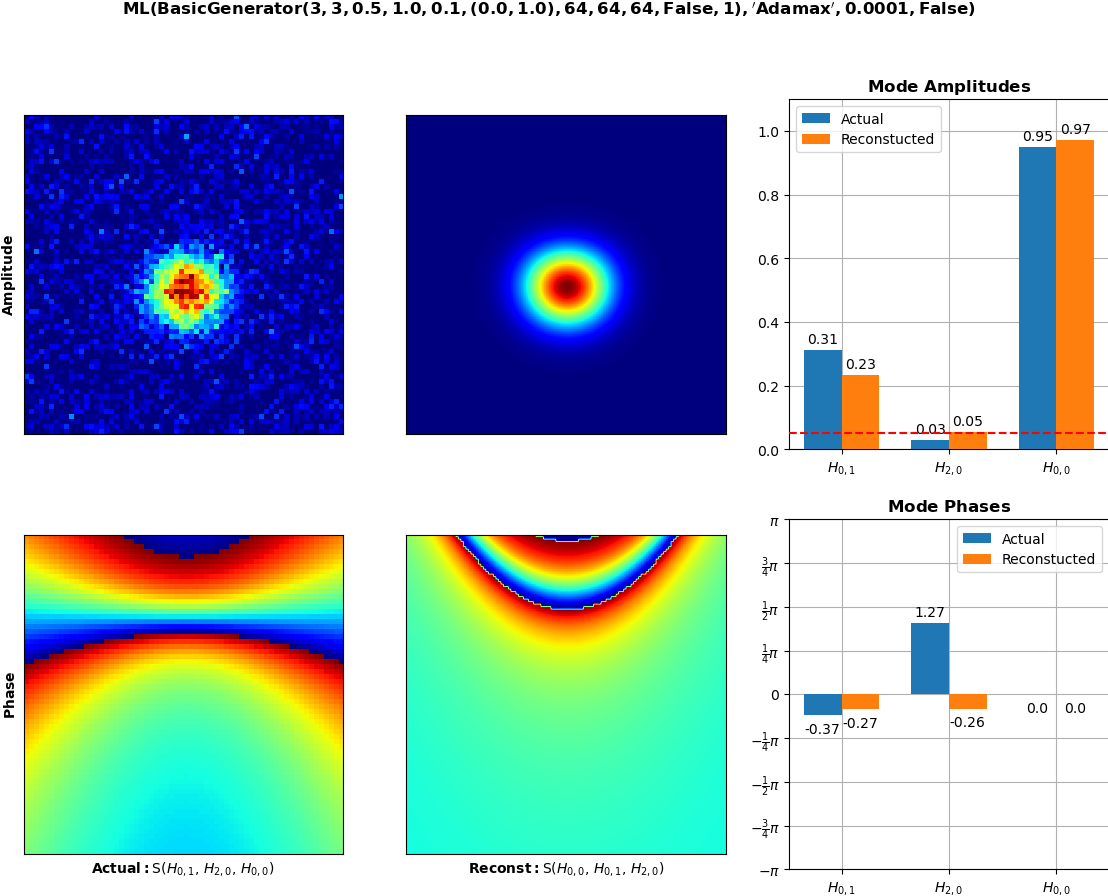 ML(BasicGenerator(3, 3, 0.5, 1.0, 0.1, (0.0, 1.0), 64, 64, 64, False, 1), 'Adamax', 0.0001, False)
Amplitude
Mode Amplitudes
Actual
Reconstucted
1.0
0.8
0.6
0.4
0.2
0.0
0.31
0.23
0.03
0.05
0.95
0.97
H0,1
H2,0
H0,0
Phase
Actual: S(H0,1, H2,0, H0,0)
Reconst: S(H0,0, H0,1, H2,0)
Mode Phases
Actual
Reconstucted
π
3/4π
1/2π
1/4π
0
−1/4π
−1/2π
−3/4π
−π
-0.37
-0.27
1.27
-0.26
0.0
0.0
H0,1
H2,0
H0,0